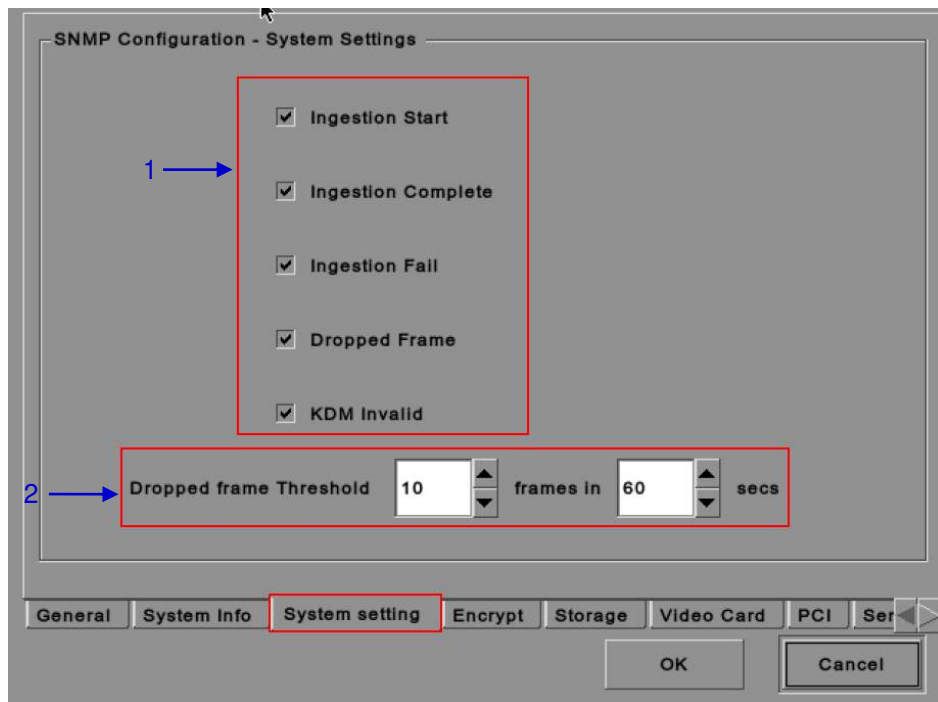 SNMP Configuration - System Settings
Ingestion Start
1
Ingestion Complete
Ingestion Fail
Dropped Frame
KDM Invalid
2 Dropped frame Threshold 10 frames in 60 secs
General System Info System setting Encrypt Storage Video Card PCI Ser
OK Cancel